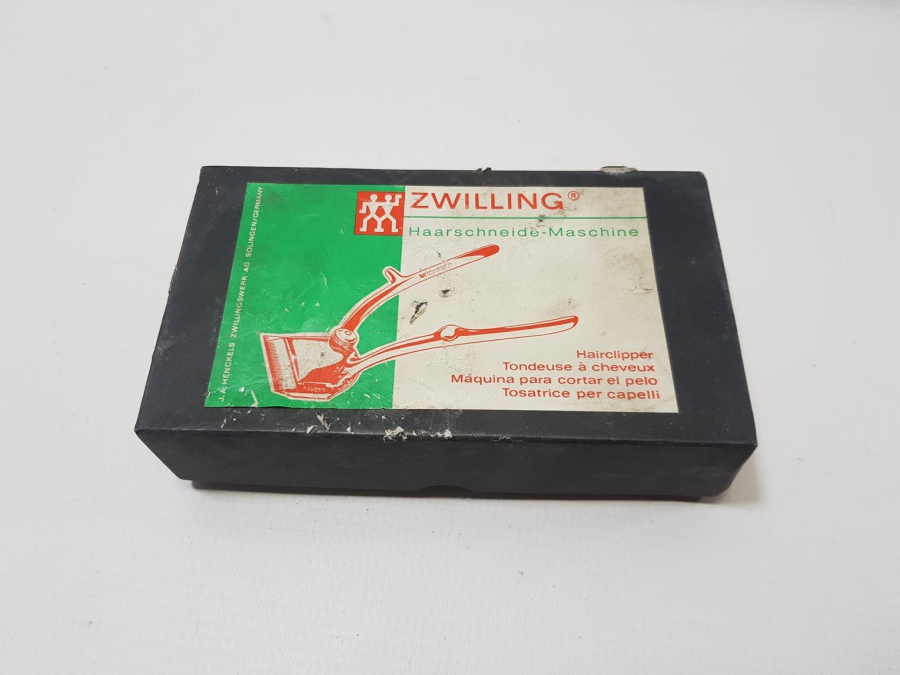 ZWILLING®
Haarschneide-Maschine
Hairclipper
Tondeuse à cheveux
Máquina para cortar el pelo
Tosatrice per capelli
J. A. HENCKELS ZWILLINGSWERK AG SOLINGEN/GERMANY